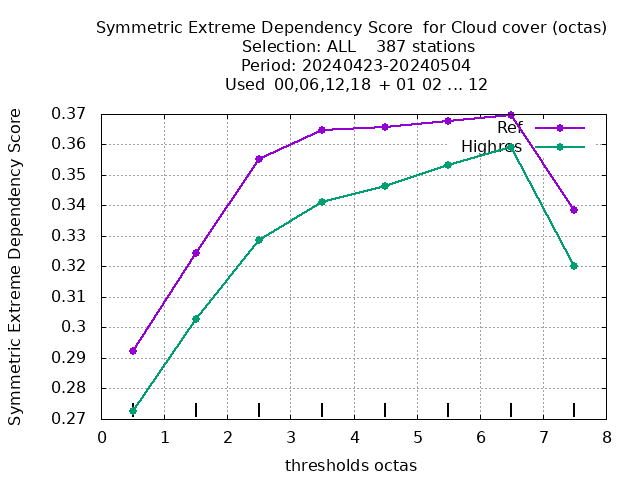 Symmetric Extreme Dependency Score for Cloud cover (octas)
Selection: ALL 387 stations
Period: 20240423-20240504
Used 00,06,12,18 + 01 02 ... 12
Symmetric Extreme Dependency Score
0.37
0.36
0.35
0.34
0.33
0.32
0.31
0.3
0.29
0.28
0.27
Ref
Highres
0 1 2 3 4 5 6 7 8
thresholds octas